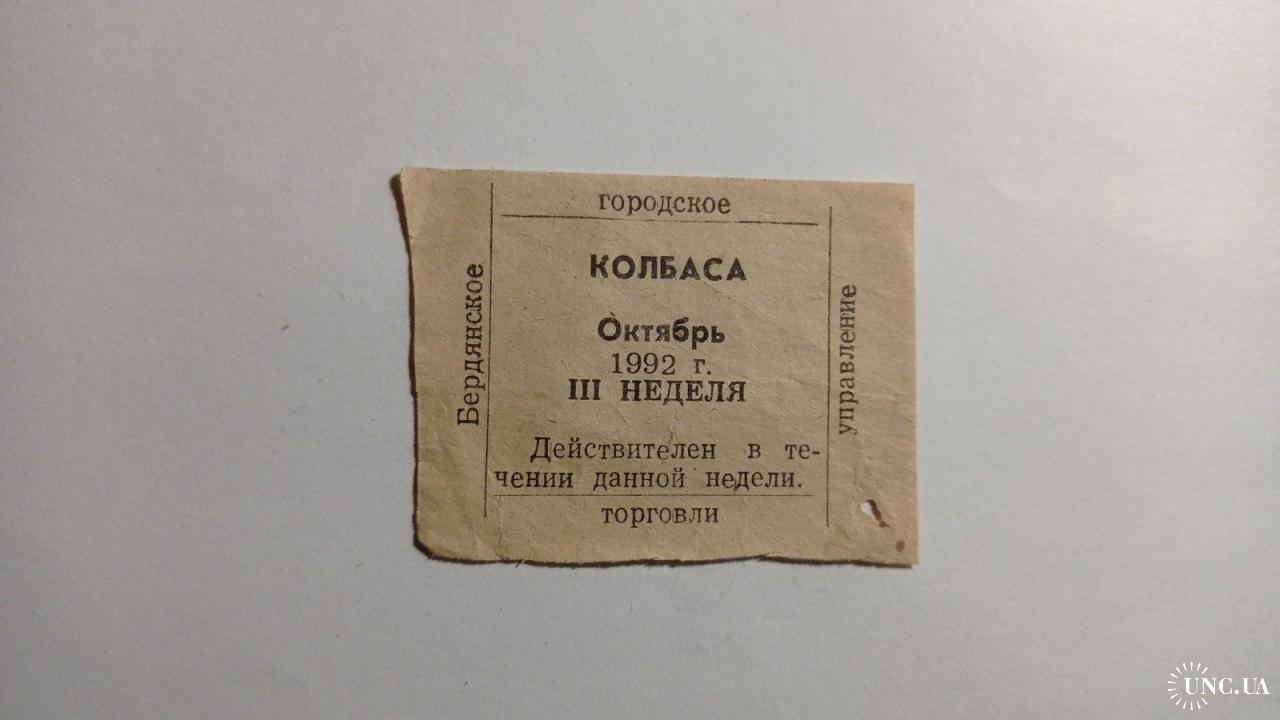 Бердянское
городское
управление
торговли
КОЛБАСА
Октябрь
1992 г.
III НЕДЕЛЯ
Действителен в те-
чении данной недели.
UNC.UA